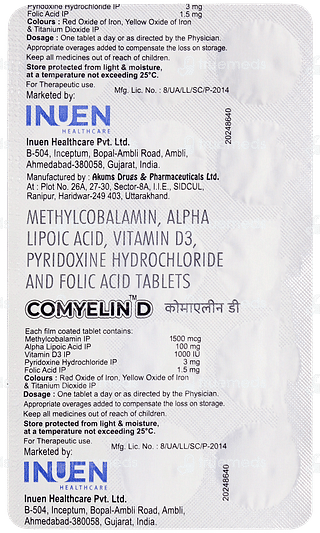 Pyridoxine Hydrochloride IP 3 mg
Folic Acid IP 1.5 mg
Colours : Red Oxide of Iron, Yellow Oxide of Iron
& Titanium Dioxide IP
Dosage : One tablet a day or as directed by the Physician.
Appropriate overages added to compensate the loss on storage.
Keep all medicines out of reach of children.
Store protected from light & moisture,
at a temperature not exceeding 25°C.
For Therapeutic use.
Mfg. Lic. No. : 8/UA/LL/SC/P-2014
Marketed by:
INUEN
HEALTHCARE
20248640
Inuen Healthcare Pvt. Ltd.
B-504, Inceptum, Bopal-Ambli Road, Ambli,
Ahmedabad-380058, Gujarat, India.
Manufactured by : Akums Drugs & Pharmaceuticals Ltd.
At : Plot No. 26A, 27-30, Sector-8A, I.I.E., SIDCUL,
Ranipur, Haridwar-249 403, Uttarakhand.
METHYLCOBALAMIN, ALPHA
LIPOIC ACID, VITAMIN D3,
PYRIDOXINE HYDROCHLORIDE
AND FOLIC ACID TABLETS
COMYELIN D™ कोमाएलीन डी
Each film coated tablet contains:
Methylcobalamin IP 1500 mcg
Alpha Lipoic Acid IP 100 mg
Vitamin D3 IP 1000 IU
Pyridoxine Hydrochloride IP 3 mg
Folic Acid IP 1.5 mg
Colours : Red Oxide of Iron, Yellow Oxide of Iron
& Titanium Dioxide IP
Dosage : One tablet a day or as directed by the Physician.
Appropriate overages added to compensate the loss on storage.
Keep all medicines out of reach of children.
Store protected from light & moisture,
at a temperature not exceeding 25°C.
For Therapeutic use.
Mfg. Lic. No. : 8/UA/LL/SC/P-2014
Marketed by:
INUEN
HEALTHCARE
20248640
Inuen Healthcare Pvt. Ltd.
B-504, Inceptum, Bopal-Ambli Road, Ambli,
Ahmedabad-380058, Gujarat, India.